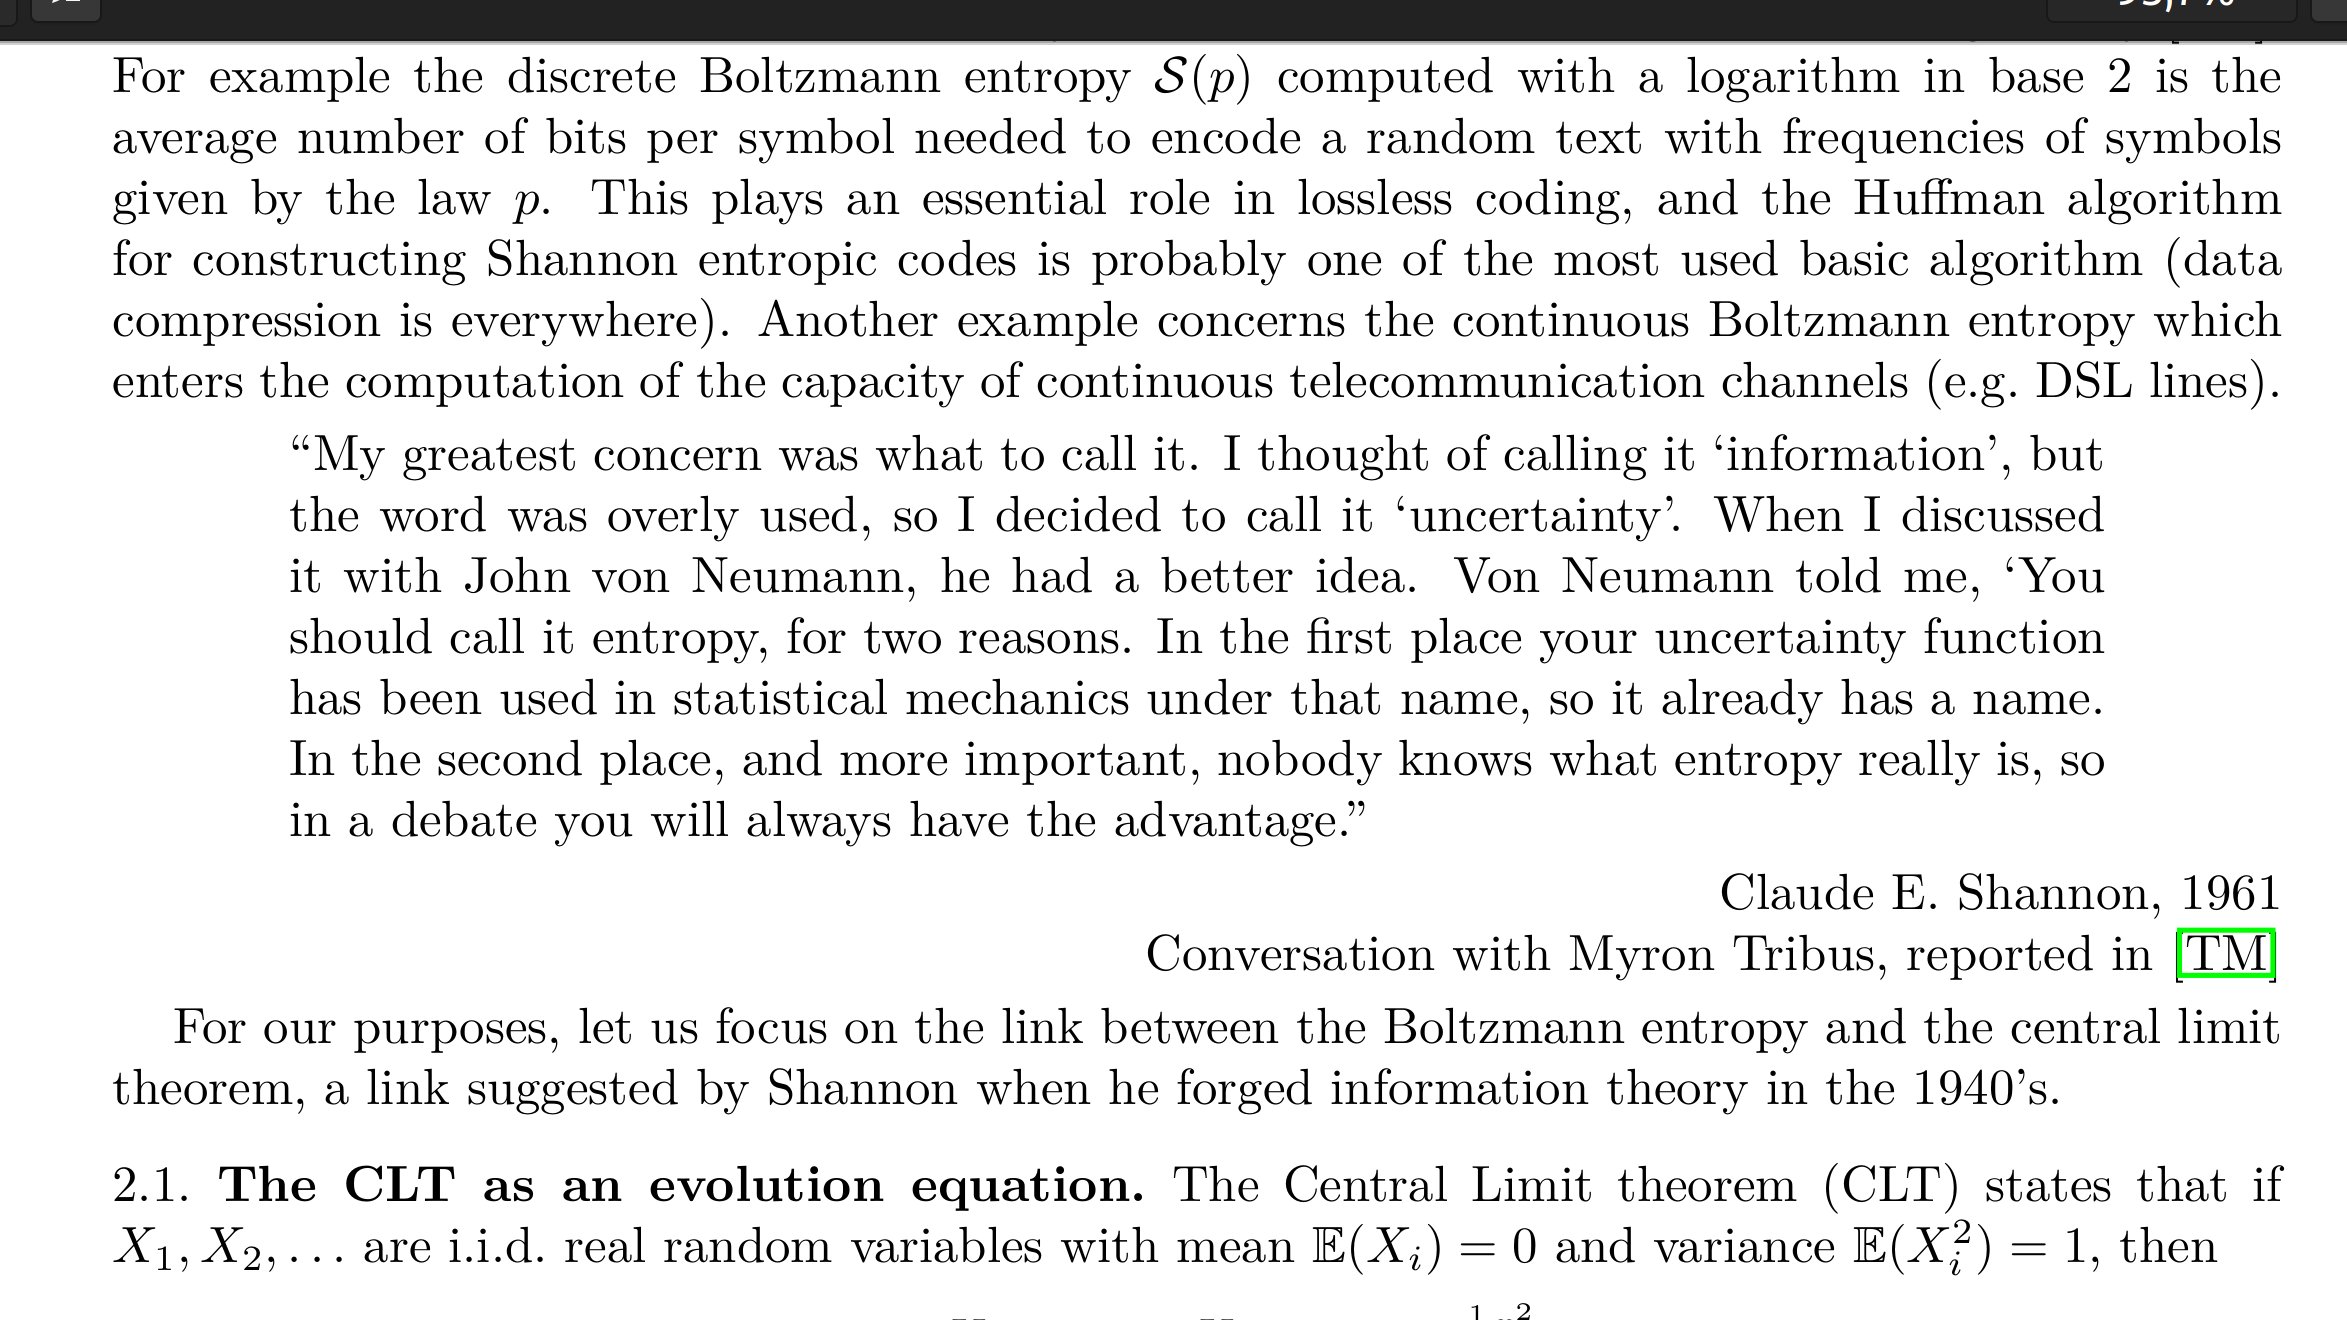 For example the discrete Boltzmann entropy 𝒮(p) computed with a logarithm in base 2 is the
average number of bits per symbol needed to encode a random text with frequencies of symbols
given by the law p. This plays an essential role in lossless coding, and the Huffman algorithm
for constructing Shannon entropic codes is probably one of the most used basic algorithm (data
compression is everywhere). Another example concerns the continuous Boltzmann entropy which
enters the computation of the capacity of continuous telecommunication channels (e.g. DSL lines).
“My greatest concern was what to call it. I thought of calling it ‘information’, but
the word was overly used, so I decided to call it ‘uncertainty’. When I discussed
it with John von Neumann, he had a better idea. Von Neumann told me, ‘You
should call it entropy, for two reasons. In the first place your uncertainty function
has been used in statistical mechanics under that name, so it already has a name.
In the second place, and more important, nobody knows what entropy really is, so
in a debate you will always have the advantage.”
Claude E. Shannon, 1961
Conversation with Myron Tribus, reported in [TM]
For our purposes, let us focus on the link between the Boltzmann entropy and the central limit
theorem, a link suggested by Shannon when he forged information theory in the 1940’s.
2.1. The CLT as an evolution equation. The Central Limit theorem (CLT) states that if
X₁, X₂, . . . are i.i.d. real random variables with mean 𝔼(Xᵢ) = 0 and variance 𝔼(Xᵢ²) = 1, then